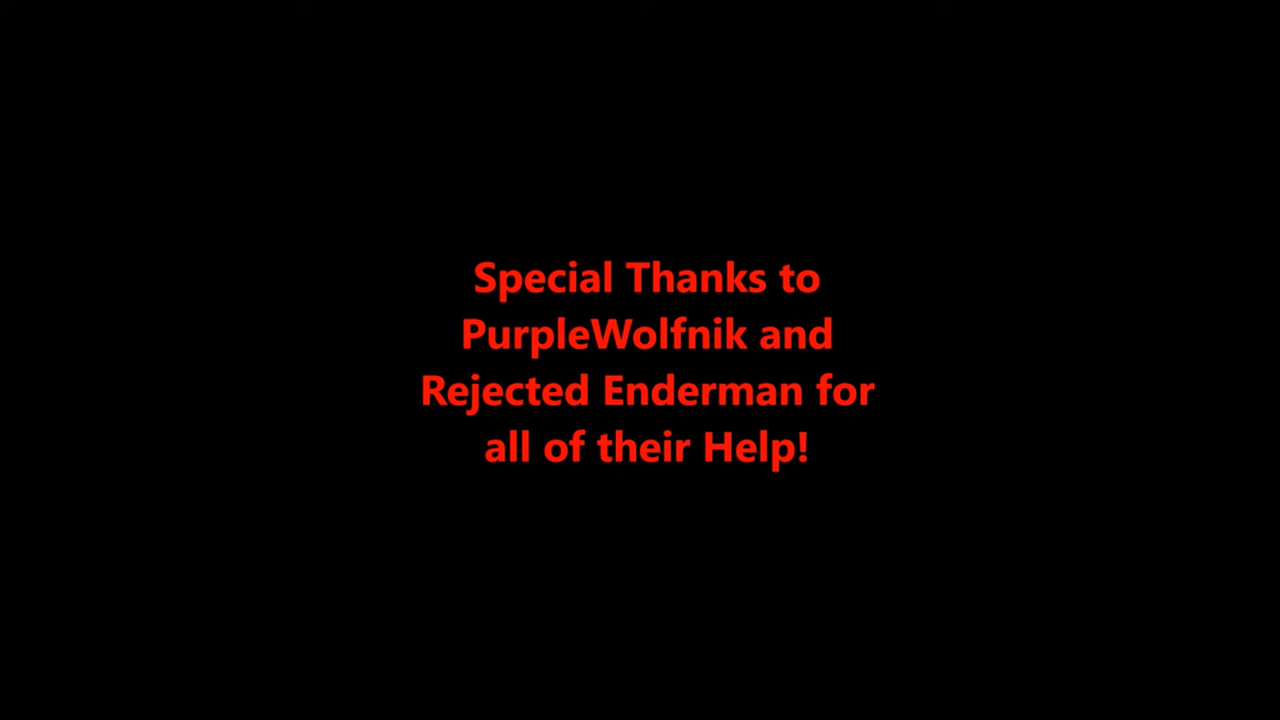 Special Thanks to
PurpleWolfnik and
Rejected Enderman for
all of their Help!